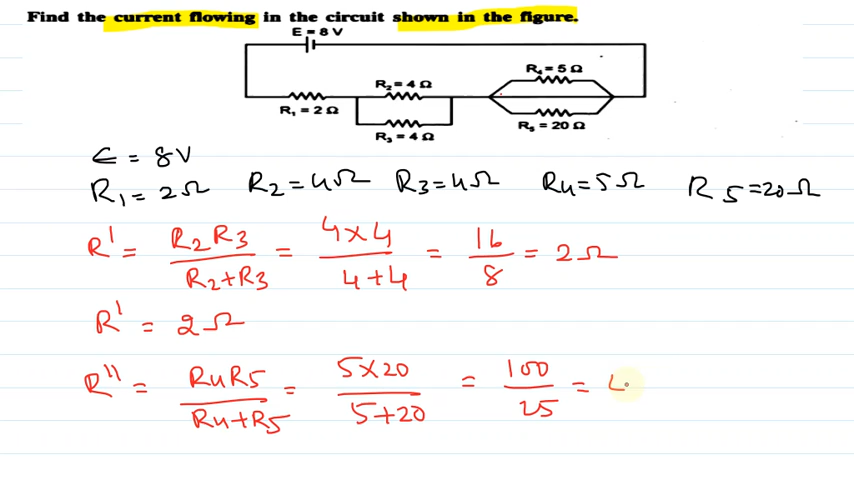 Find the current flowing in the circuit shown in the figure.
E = 8 V
R₄ = 5 Ω
R₂ = 4 Ω
R₁ = 2 Ω
R₅ = 20 Ω
R₃ = 4 Ω
E = 8V
R₁ = 2Ω R₂ = 4Ω R₃ = 4Ω R₄ = 5Ω R₅ = 20Ω
R' = R₂R₃ / R₂+R₃ = 4×4 / 4+4 = 16 / 8 = 2Ω
R' = 2Ω
R'' = R₄R₅ / R₄+R₅ = 5×20 / 5+20 = 100 / 25 =